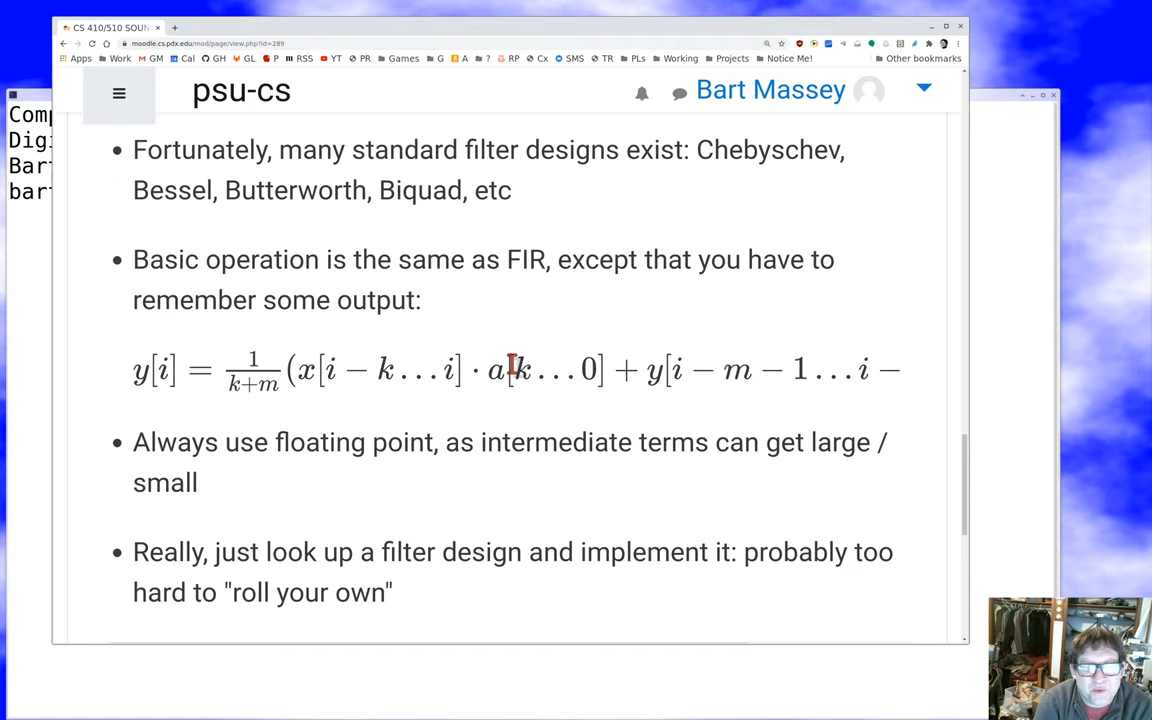 CS 410/510 SOUN
moodle.cs.pdx.edu/mod/page/view.php?id=289
Apps Work GM Cal GH GL P RSS YT PR Games G A ? RP Cx SMS TR PLs Working Projects Notice Me! Other bookmarks
psu-cs
Bart Massey
Comp
Digi
Bar
bart
• Fortunately, many standard filter designs exist: Chebyschev,
Bessel, Butterworth, Biquad, etc
• Basic operation is the same as FIR, except that you have to
remember some output:
y[i] = 1/(k+m) (x[i − k … i] · a[k … 0] + y[i − m − 1 … i −
• Always use floating point, as intermediate terms can get large /
small
• Really, just look up a filter design and implement it: probably too
hard to "roll your own"